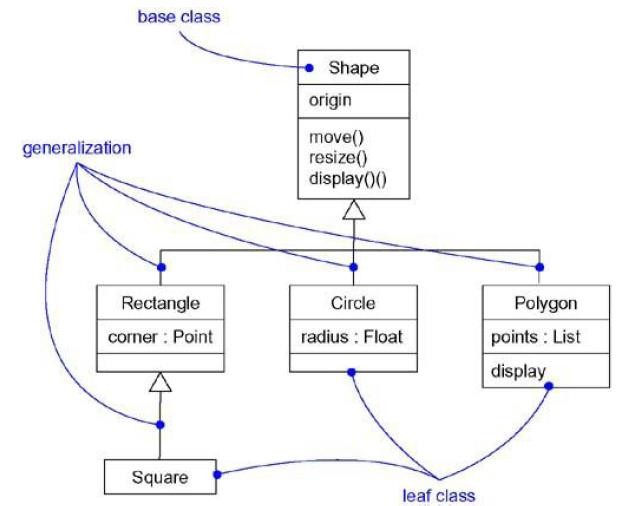 base class
Shape
origin
move()
resize()
display()()
generalization
Rectangle
corner : Point
Circle
radius : Float
Polygon
points : List
display
Square
leaf class